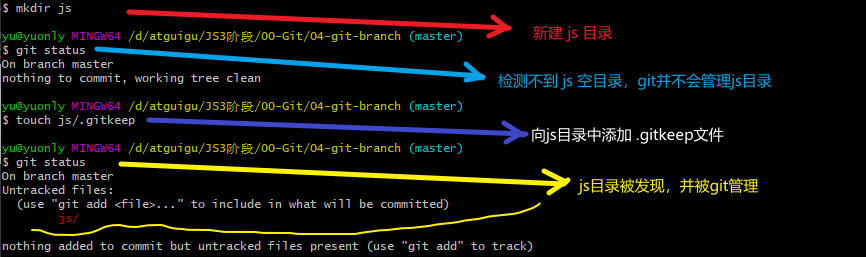 $ mkdir js
新建 js 目录
yu@yuonly MINGW64 /d/atguigu/JS3阶段/00-Git/04-git-branch (master)
$ git status
On branch master
nothing to commit, working tree clean
检测不到 js 空目录，git并不会管理js目录
yu@yuonly MINGW64 /d/atguigu/JS3阶段/00-Git/04-git-branch (master)
$ touch js/.gitkeep
向js目录中添加 .gitkeep文件
yu@yuonly MINGW64 /d/atguigu/JS3阶段/00-Git/04-git-branch (master)
$ git status
On branch master
Untracked files:
(use "git add <file>..." to include in what will be committed)
js目录被发现，并被git管理
js/
nothing added to commit but untracked files present (use "git add" to track)